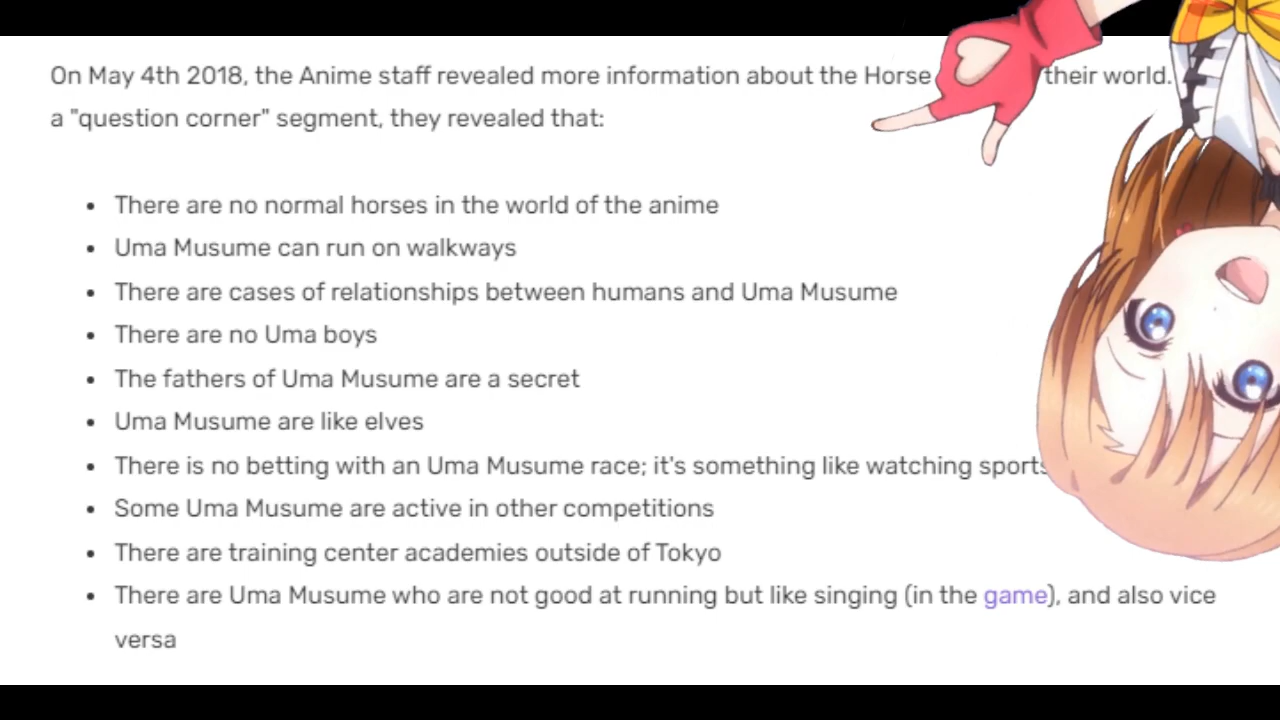 On May 4th 2018, the Anime staff revealed more information about the Horse their world.
a "question corner" segment, they revealed that:
• There are no normal horses in the world of the anime
• Uma Musume can run on walkways
• There are cases of relationships between humans and Uma Musume
• There are no Uma boys
• The fathers of Uma Musume are a secret
• Uma Musume are like elves
• There is no betting with an Uma Musume race; it's something like watching sports
• Some Uma Musume are active in other competitions
• There are training center academies outside of Tokyo
• There are Uma Musume who are not good at running but like singing (in the game), and also vice
versa